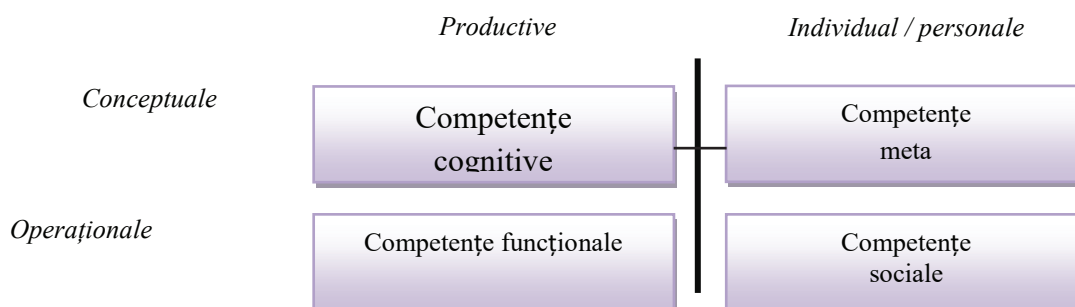 Productive Individual / personale
Conceptuale
Competențe
cognitive
Competențe
meta
Operaționale
Competențe funcționale
Competențe
sociale